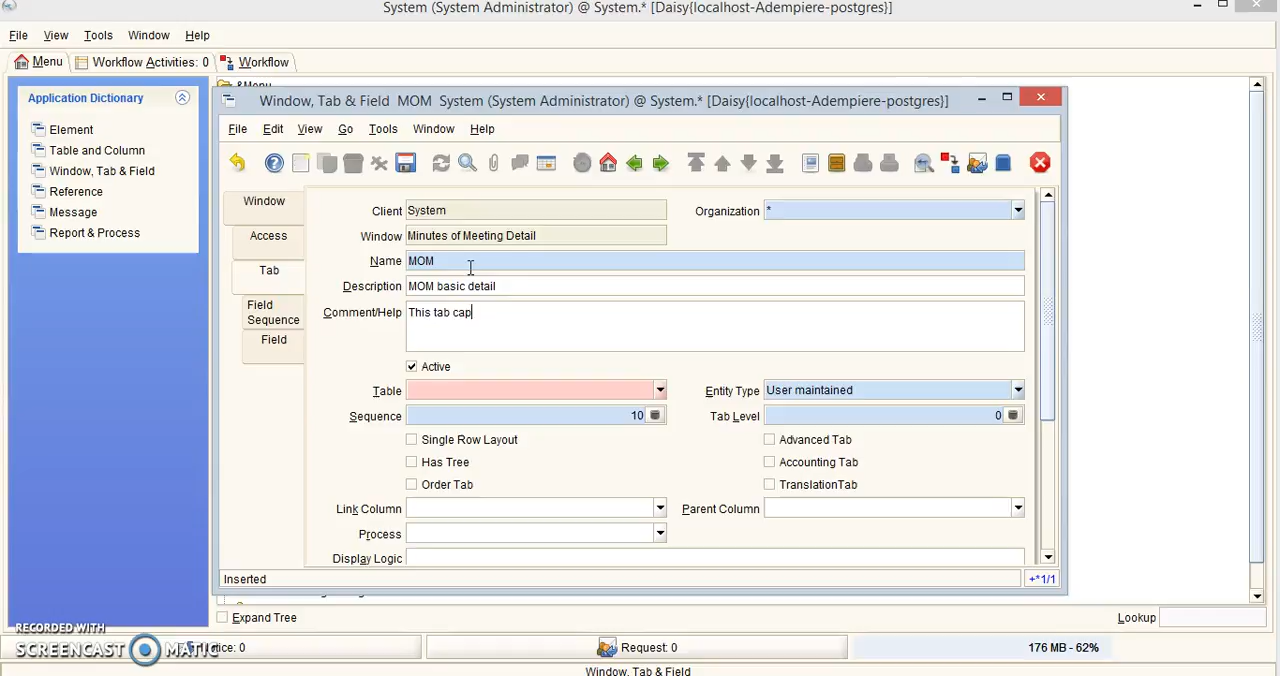 System (System Administrator) @ System.* [Daisy{localhost-Adempiere-postgres}]
File View Tools Window Help
Menu Workflow Activities: 0 Workflow
&Menu
Application Dictionary
Element
Table and Column
Window, Tab & Field
Reference
Message
Report & Process
Window, Tab & Field MOM System (System Administrator) @ System.* [Daisy{localhost-Adempiere-postgres}]
File Edit View Go Tools Window Help
Window
Access
Tab
Field
Sequence
Field
Client System Organization *
Window Minutes of Meeting Detail
Name MOM
Description MOM basic detail
Comment/Help This tab cap
Active
Table Entity Type User maintained
Sequence 10 Tab Level 0
Single Row Layout Advanced Tab
Has Tree Accounting Tab
Order Tab TranslationTab
Link Column Parent Column
Process
Display Logic
Inserted +*1/1
Expand Tree Lookup
RECORDED WITH
SCREENCAST MATIC
Notice: 0 Request: 0 176 MB - 62%
Window, Tab & Field